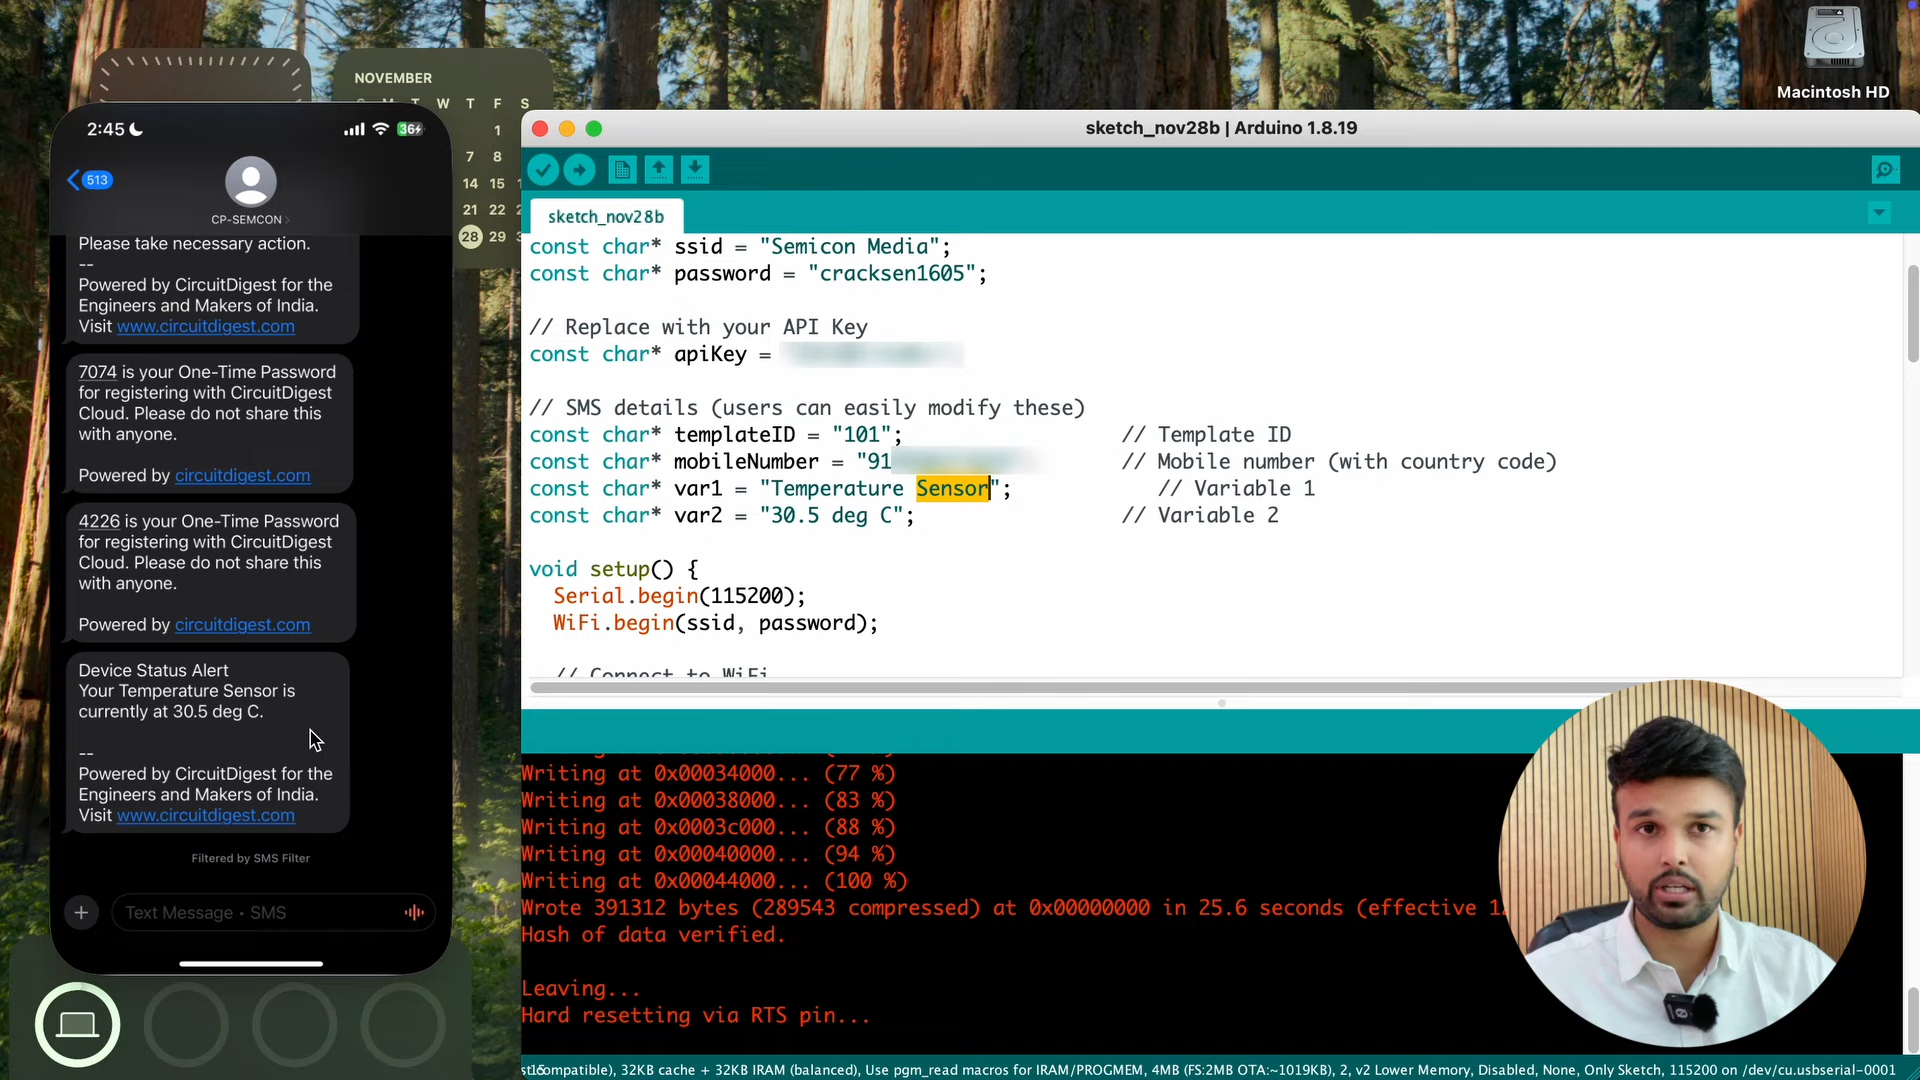 NOVEMBER
W T F S
1
7 8
14 15
21 22 2
28 29 3
Macintosh HD
2:45
36
513
CP-SEMCON
Please take necessary action.
--
Powered by CircuitDigest for the
Engineers and Makers of India.
Visit www.circuitdigest.com
7074 is your One-Time Password
for registering with CircuitDigest
Cloud. Please do not share this
with anyone.
Powered by circuitdigest.com
4226 is your One-Time Password
for registering with CircuitDigest
Cloud. Please do not share this
with anyone.
Powered by circuitdigest.com
Device Status Alert
Your Temperature Sensor is
currently at 30.5 deg C.
--
Powered by CircuitDigest for the
Engineers and Makers of India.
Visit www.circuitdigest.com
Filtered by SMS Filter
Text Message • SMS
sketch_nov28b | Arduino 1.8.19
sketch_nov28b
const char* ssid = "Semicon Media";
const char* password = "cracksen1605";
// Replace with your API Key
const char* apiKey =
// SMS details (users can easily modify these)
const char* templateID = "101"; // Template ID
const char* mobileNumber = "91 // Mobile number (with country code)
const char* var1 = "Temperature Sensor"; // Variable 1
const char* var2 = "30.5 deg C"; // Variable 2
void setup() {
Serial.begin(115200);
WiFi.begin(ssid, password);
// Connect to WiFi
Writing at 0x00034000... (77 %)
Writing at 0x00038000... (83 %)
Writing at 0x0003c000... (88 %)
Writing at 0x00040000... (94 %)
Writing at 0x00044000... (100 %)
Wrote 391312 bytes (289543 compressed) at 0x00000000 in 25.6 seconds (effective 1
Hash of data verified.
Leaving...
Hard resetting via RTS pin...
compatible), 32KB cache + 32KB IRAM (balanced), Use pgm_read macros for IRAM/PROGMEM, 4MB (FS:2MB OTA:~1019KB), 2, v2 Lower Memory, Disabled, None, Only Sketch, 115200 on /dev/cu.usbserial-0001